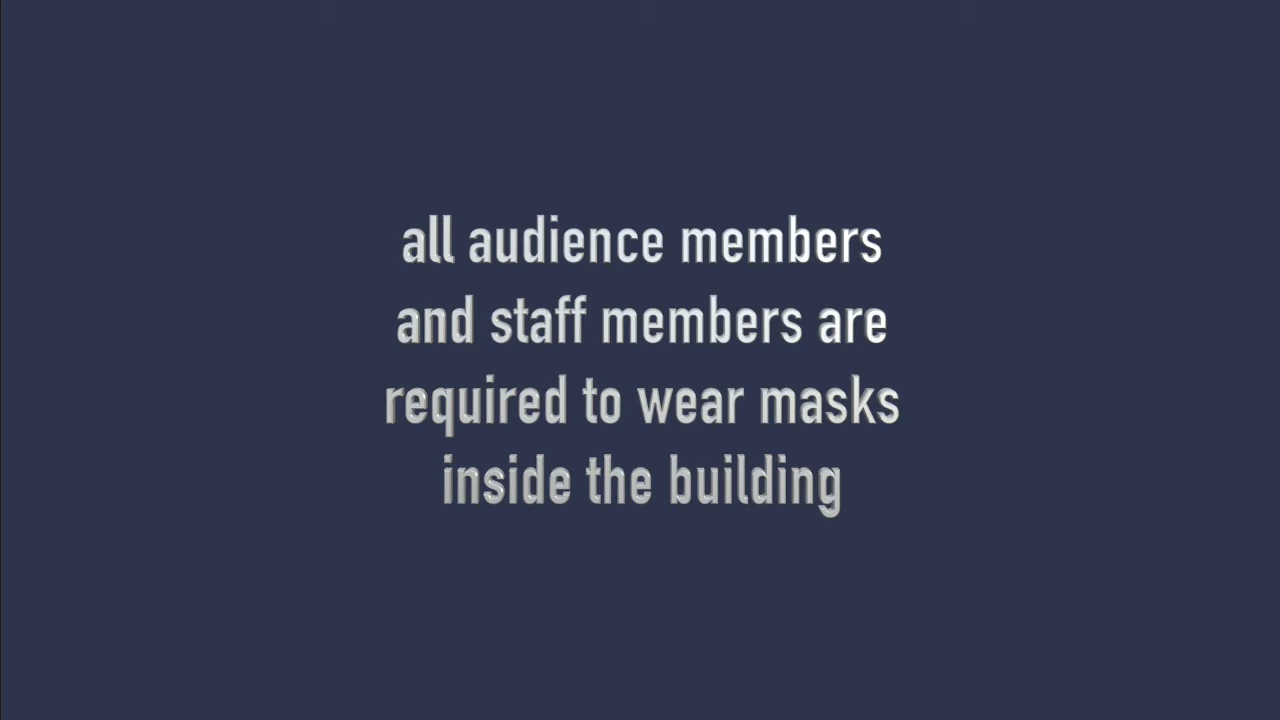 all audience members
and staff members are
required to wear masks
inside the building